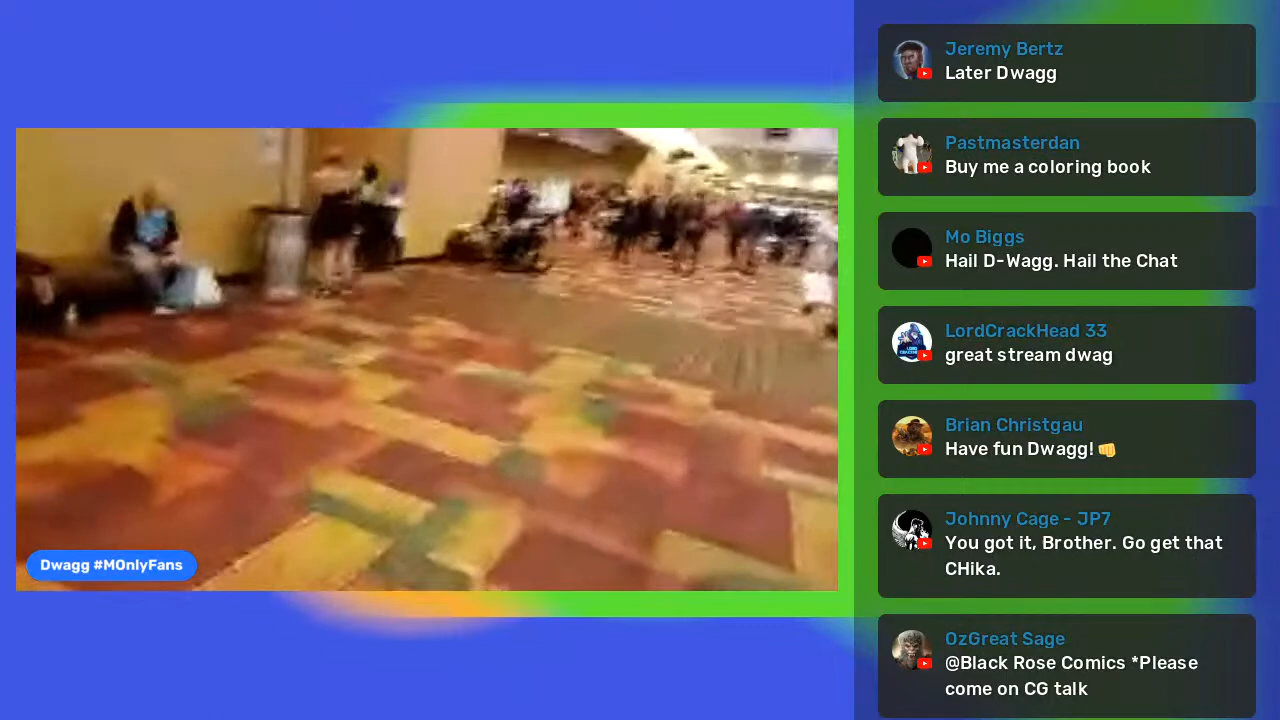 Jeremy Bertz
Later Dwagg
Pastmasterdan
Buy me a coloring book
Mo Biggs
Hail D-Wagg. Hail the Chat
LordCrackHead 33
great stream dwag
Brian Christgau
Have fun Dwagg! 👊
Johnny Cage - JP7
You got it, Brother. Go get that
CHika.
OzGreat Sage
@Black Rose Comics *Please
come on CG talk
Dwagg #MOnlyFans